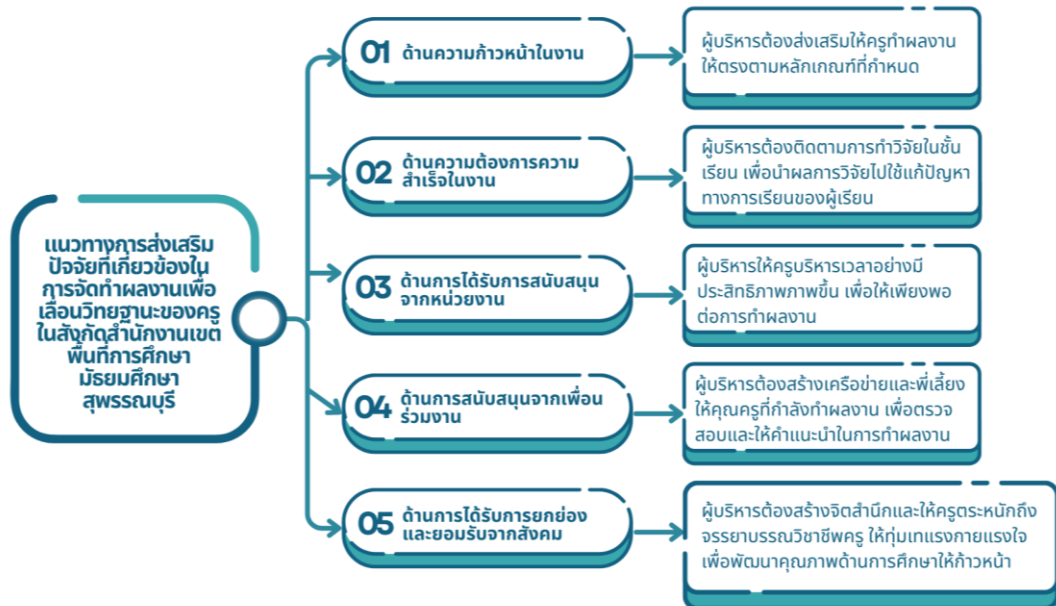 แนวทางการส่งเสริม
ปัจจัยที่เกี่ยวข้องใน
การจัดทำผลงานเพื่อ
เลื่อนวิทยฐานะของครู
ในสังกัดสำนักงานเขต
พื้นที่การศึกษา
มัธยมศึกษา
สุพรรณบุรี
01 ด้านความก้าวหน้าในงาน
ผู้บริหารต้องส่งเสริมให้ครูทำผลงาน
ให้ตรงตามหลักเกณฑ์ที่กำหนด
02 ด้านความต้องการความ
สำเร็จในงาน
ผู้บริหารต้องติดตามการทำวิจัยในชั้น
เรียน เพื่อนำผลการวิจัยไปใช้แก้ปัญหา
ทางการเรียนของผู้เรียน
03 ด้านการได้รับการสนับสนุน
จากหน่วยงาน
ผู้บริหารให้ครูบริหารเวลาอย่างมี
ประสิทธิภาพภาพขึ้น เพื่อให้เพียงพอ
ต่อการทำผลงาน
04 ด้านการสนับสนุนจากเพื่อน
ร่วมงาน
ผู้บริหารต้องสร้างเครือข่ายและพี่เลี้ยง
ให้คุณครูที่กำลังทำผลงาน เพื่อตรวจ
สอบและให้คำแนะนำในการทำผลงาน
05 ด้านการได้รับการยกย่อง
และยอมรับจากสังคม
ผู้บริหารต้องสร้างจิตสำนึกและให้ครูตระหนักถึง
จรรยาบรรณวิชาชีพครู ให้ทุ่มเทแรงกายแรงใจ
เพื่อพัฒนาคุณภาพด้านการศึกษาให้ก้าวหน้า